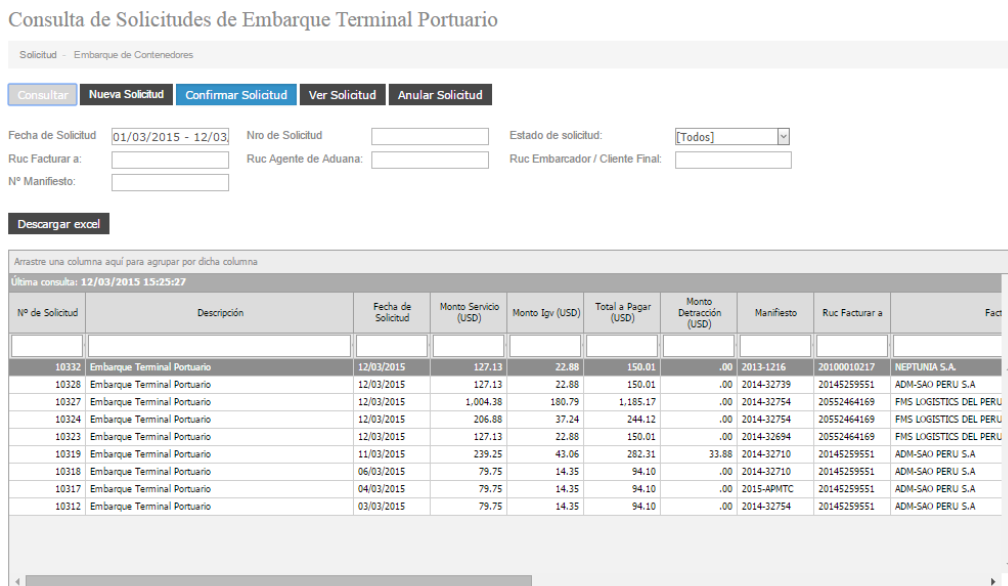 Consulta de Solicitudes de Embarque Terminal Portuario
Solicitud - Embarque de Contenedores
Consultar Nueva Solicitud Confirmar Solicitud Ver Solicitud Anular Solicitud
Fecha de Solicitud 01/03/2015 - 12/03, Nro de Solicitud Estado de solicitud: [Todos]
Ruc Facturar a: Ruc Agente de Aduana: Ruc Embarcador / Cliente Final:
Nº Manifiesto:
Descargar excel
Arrastre una columna aquí para agrupar por dicha columna
Última consulta: 12/03/2015 15:25:27
Nº de Solicitud Descripción Fecha de Solicitud Monto Servicio (USD) Monto Igv (USD) Total a Pagar (USD) Monto Detracción (USD) Manifiesto Ruc Facturar a Fact
10332 Embarque Terminal Portuario 12/03/2015 127.13 22.88 150.01 .00 2013-1216 20100010217 NEPTUNIA S.A.
10328 Embarque Terminal Portuario 12/03/2015 127.13 22.88 150.01 .00 2014-32739 20145259551 ADM-SAO PERU S.A
10327 Embarque Terminal Portuario 12/03/2015 1,004.38 180.79 1,185.17 .00 2014-32754 20552464169 FMS LOGISTICS DEL PERU
10324 Embarque Terminal Portuario 12/03/2015 206.88 37.24 244.12 .00 2014-32754 20552464169 FMS LOGISTICS DEL PERU
10323 Embarque Terminal Portuario 12/03/2015 127.13 22.88 150.01 .00 2014-32694 20552464169 FMS LOGISTICS DEL PERU
10319 Embarque Terminal Portuario 11/03/2015 239.25 43.06 282.31 33.88 2014-32710 20145259551 ADM-SAO PERU S.A
10318 Embarque Terminal Portuario 06/03/2015 79.75 14.35 94.10 .00 2014-32710 20145259551 ADM-SAO PERU S.A
10317 Embarque Terminal Portuario 04/03/2015 79.75 14.35 94.10 .00 2015-APMTC 20145259551 ADM-SAO PERU S.A
10312 Embarque Terminal Portuario 03/03/2015 79.75 14.35 94.10 .00 2014-32754 20145259551 ADM-SAO PERU S.A